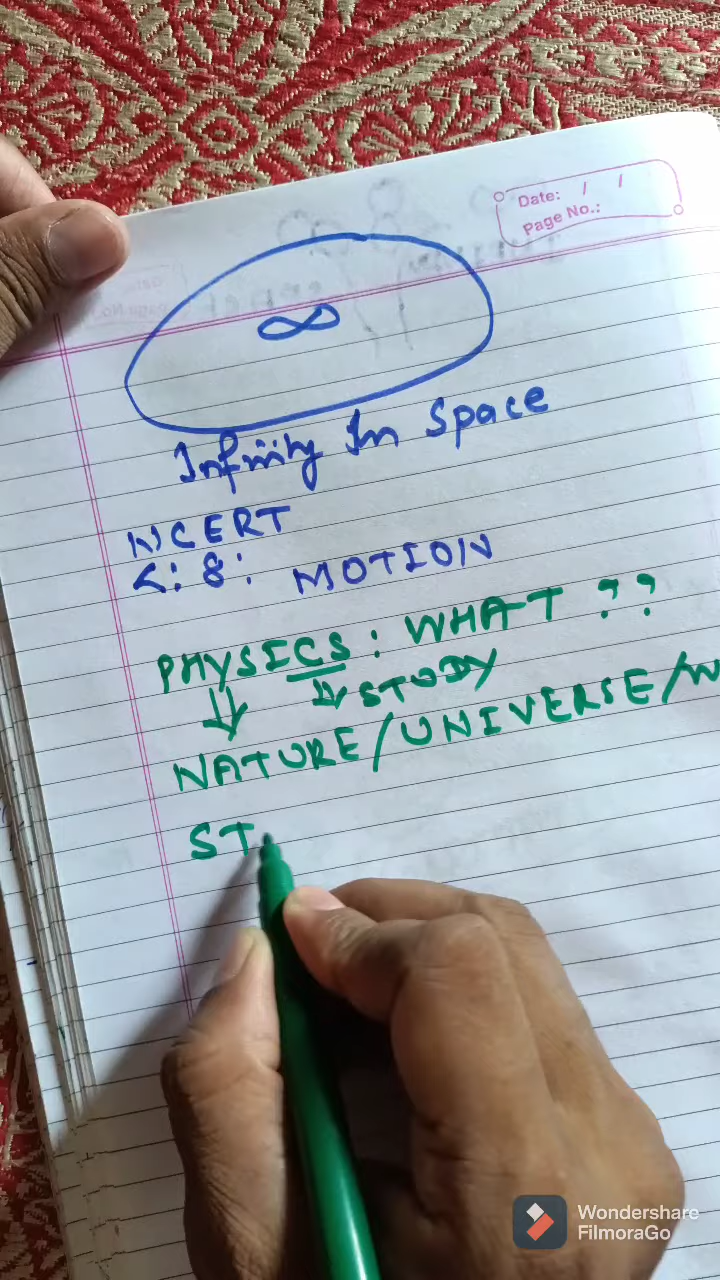 Date: / /
Page No.:
∞
Infinity In Space
NCERT
C: 8: MOTION
PHYSICS: WHAT ??
⇓ ⇓ STUDY
NATURE/UNIVERSE/
ST
Wondershare
FilmoraGo